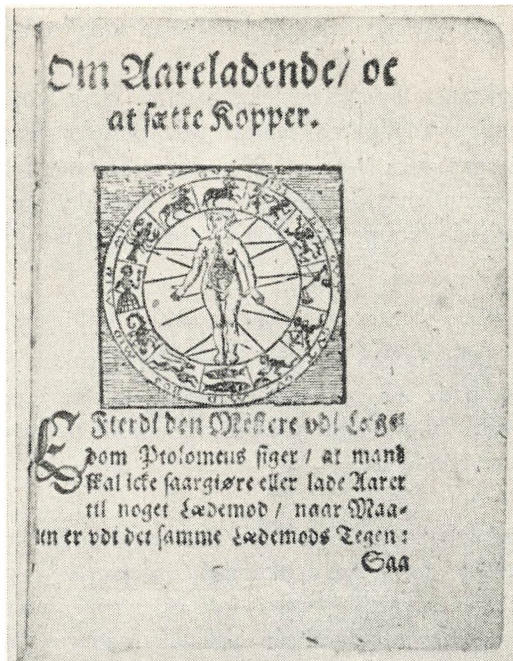 Om Aareladende/ oc
at sætte Kopper.
EFterdi den Mestere vdi Læge-
dom Ptolomeus siger/ at mand
skal icke saargiøre eller lade Aarer
til noget Lædemod/ naar Maa-
nen er vdi det samme Lædemods Tegen:
Saa